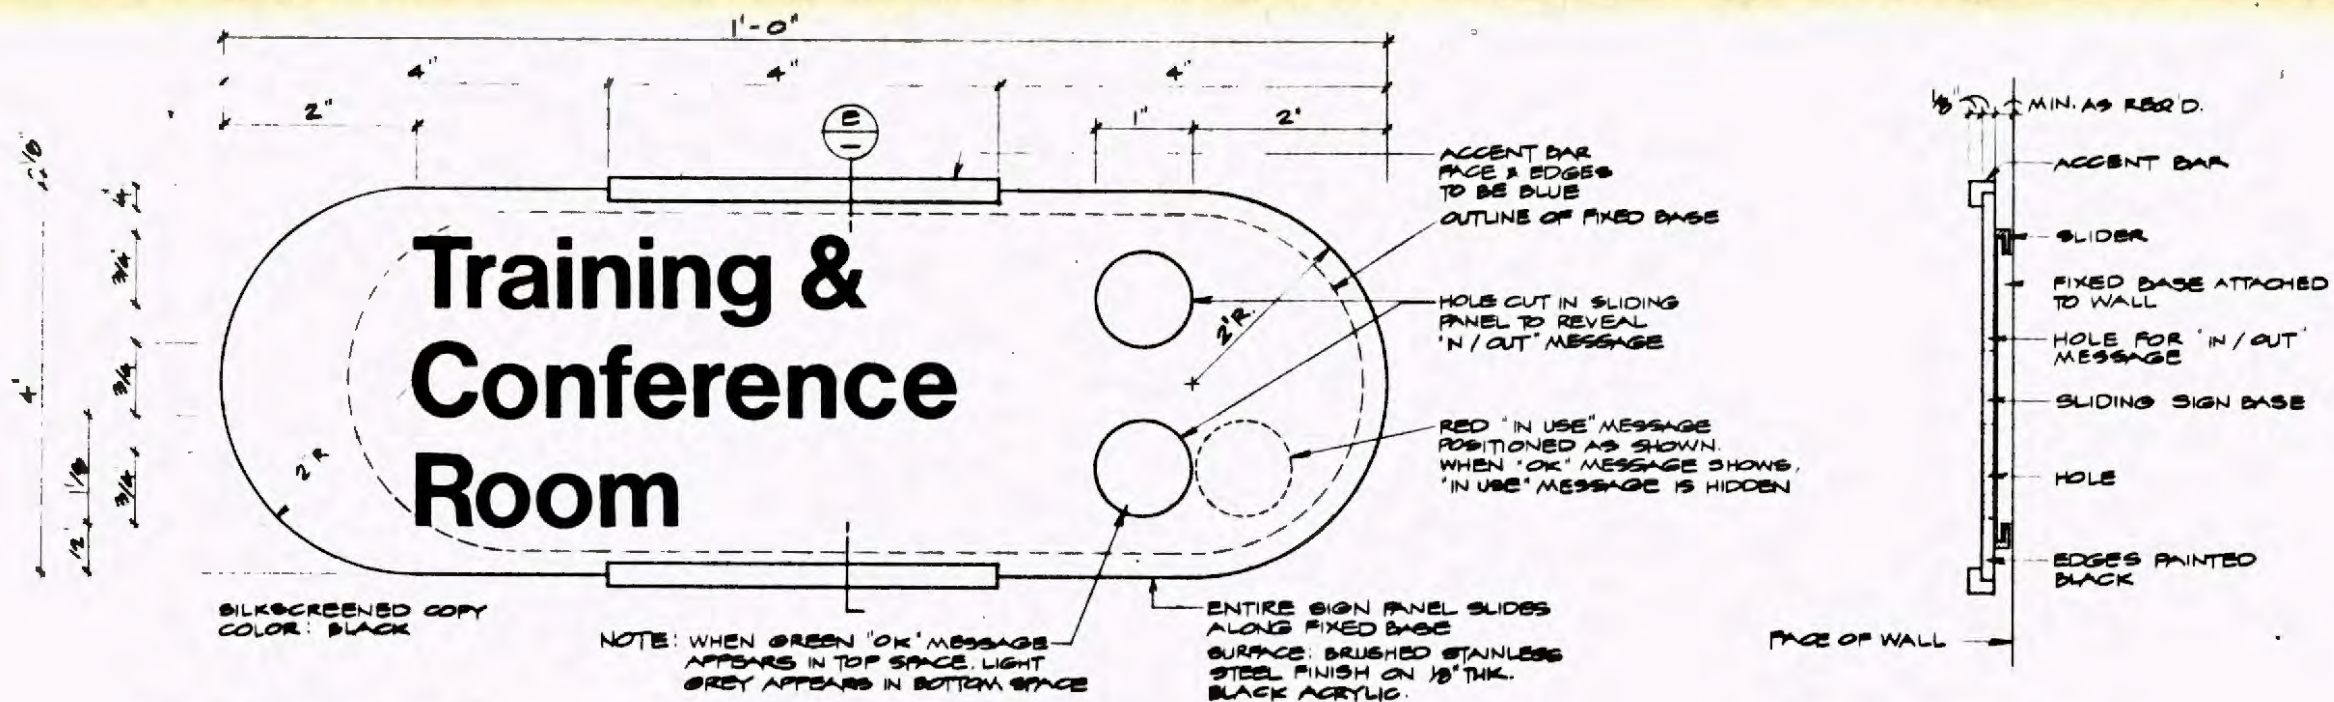 1'-0"
4"
4"
4"
2"
1"
2"
E
Training &
Conference
Room
2"R.
2"R
4"
3/4"
3/4"
3/4"
ACCENT BAR
FACE & EDGES
TO BE BLUE
OUTLINE OF FIXED BASE
HOLE CUT IN SLIDING
PANEL TO REVEAL
"N / OUT" MESSAGE
RED "IN USE" MESSAGE
POSITIONED AS SHOWN.
WHEN "OK" MESSAGE SHOWS,
"IN USE" MESSAGE IS HIDDEN
SILKSCREENED COPY
COLOR: BLACK
NOTE: WHEN GREEN "OK" MESSAGE
APPEARS IN TOP SPACE. LIGHT
GREY APPEARS IN BOTTOM SPACE
ENTIRE SIGN PANEL SLIDES
ALONG FIXED BASE
SURFACE: BRUSHED STAINLESS
STEEL FINISH ON 1/8" THK.
BLACK ACRYLIC.
1/8"
MIN. AS REQ'D.
ACCENT BAR
SLIDER
FIXED BASE ATTACHED
TO WALL
HOLE FOR "IN / OUT"
MESSAGE
SLIDING SIGN BASE
HOLE
EDGES PAINTED
BLACK
FACE OF WALL